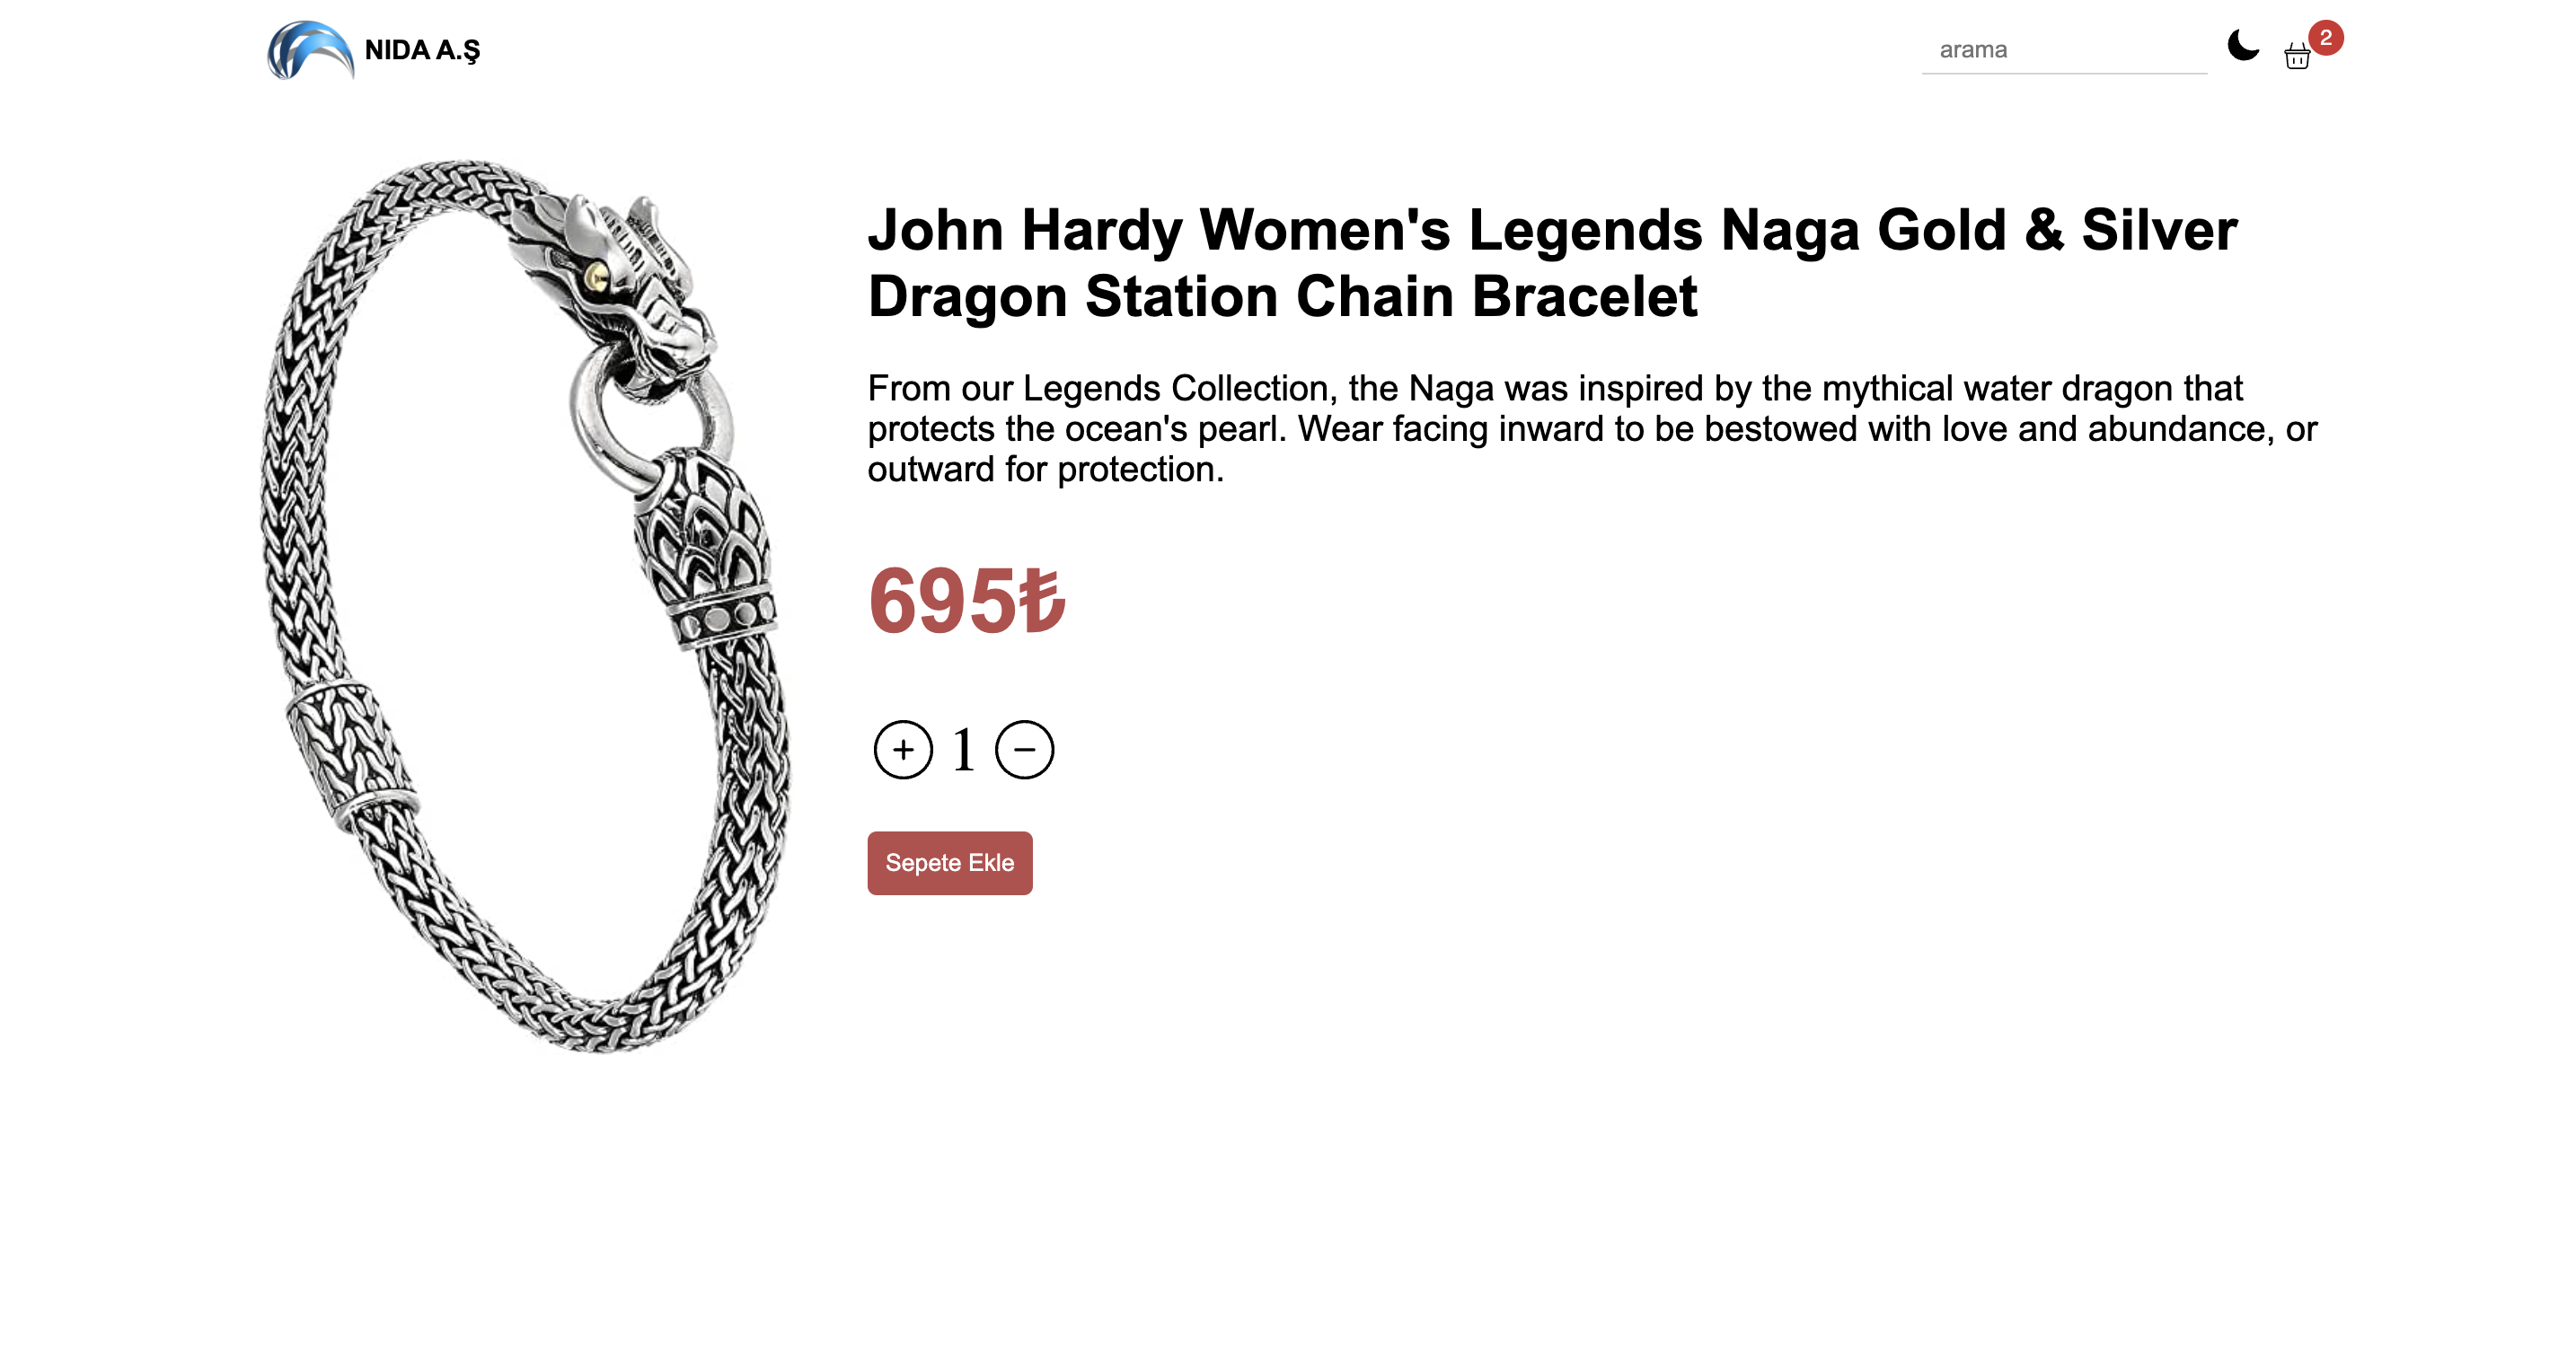 NIDA A.Ş
arama
2
John Hardy Women's Legends Naga Gold & Silver
Dragon Station Chain Bracelet
From our Legends Collection, the Naga was inspired by the mythical water dragon that
protects the ocean's pearl. Wear facing inward to be bestowed with love and abundance, or
outward for protection.
695₺
+ 1 −
Sepete Ekle